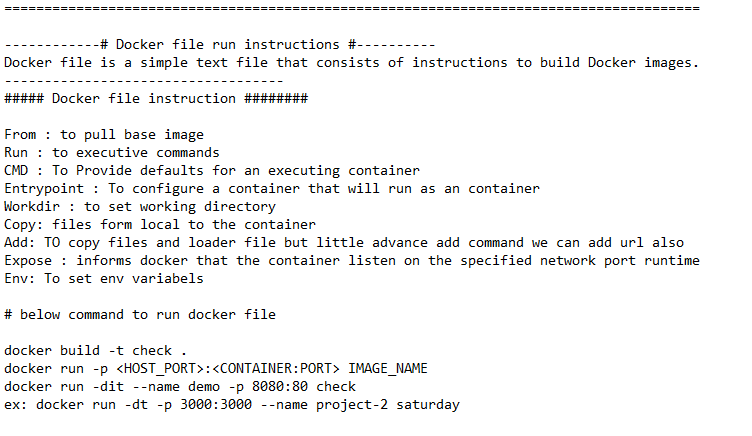 =======================================================================================
------------# Docker file run instructions #----------
Docker file is a simple text file that consists of instructions to build Docker images.
-----------------------------------
##### Docker file instruction ########
From : to pull base image
Run : to executive commands
CMD : To Provide defaults for an executing container
Entrypoint : To configure a container that will run as an container
Workdir : to set working directory
Copy: files form local to the container
Add: TO copy files and loader file but little advance add command we can add url also
Expose : informs docker that the container listen on the specified network port runtime
Env: To set env variabels
# below command to run docker file
docker build -t check .
docker run -p <HOST_PORT>:<CONTAINER:PORT> IMAGE_NAME
docker run -dit --name demo -p 8080:80 check
ex: docker run -dt -p 3000:3000 --name project-2 saturday